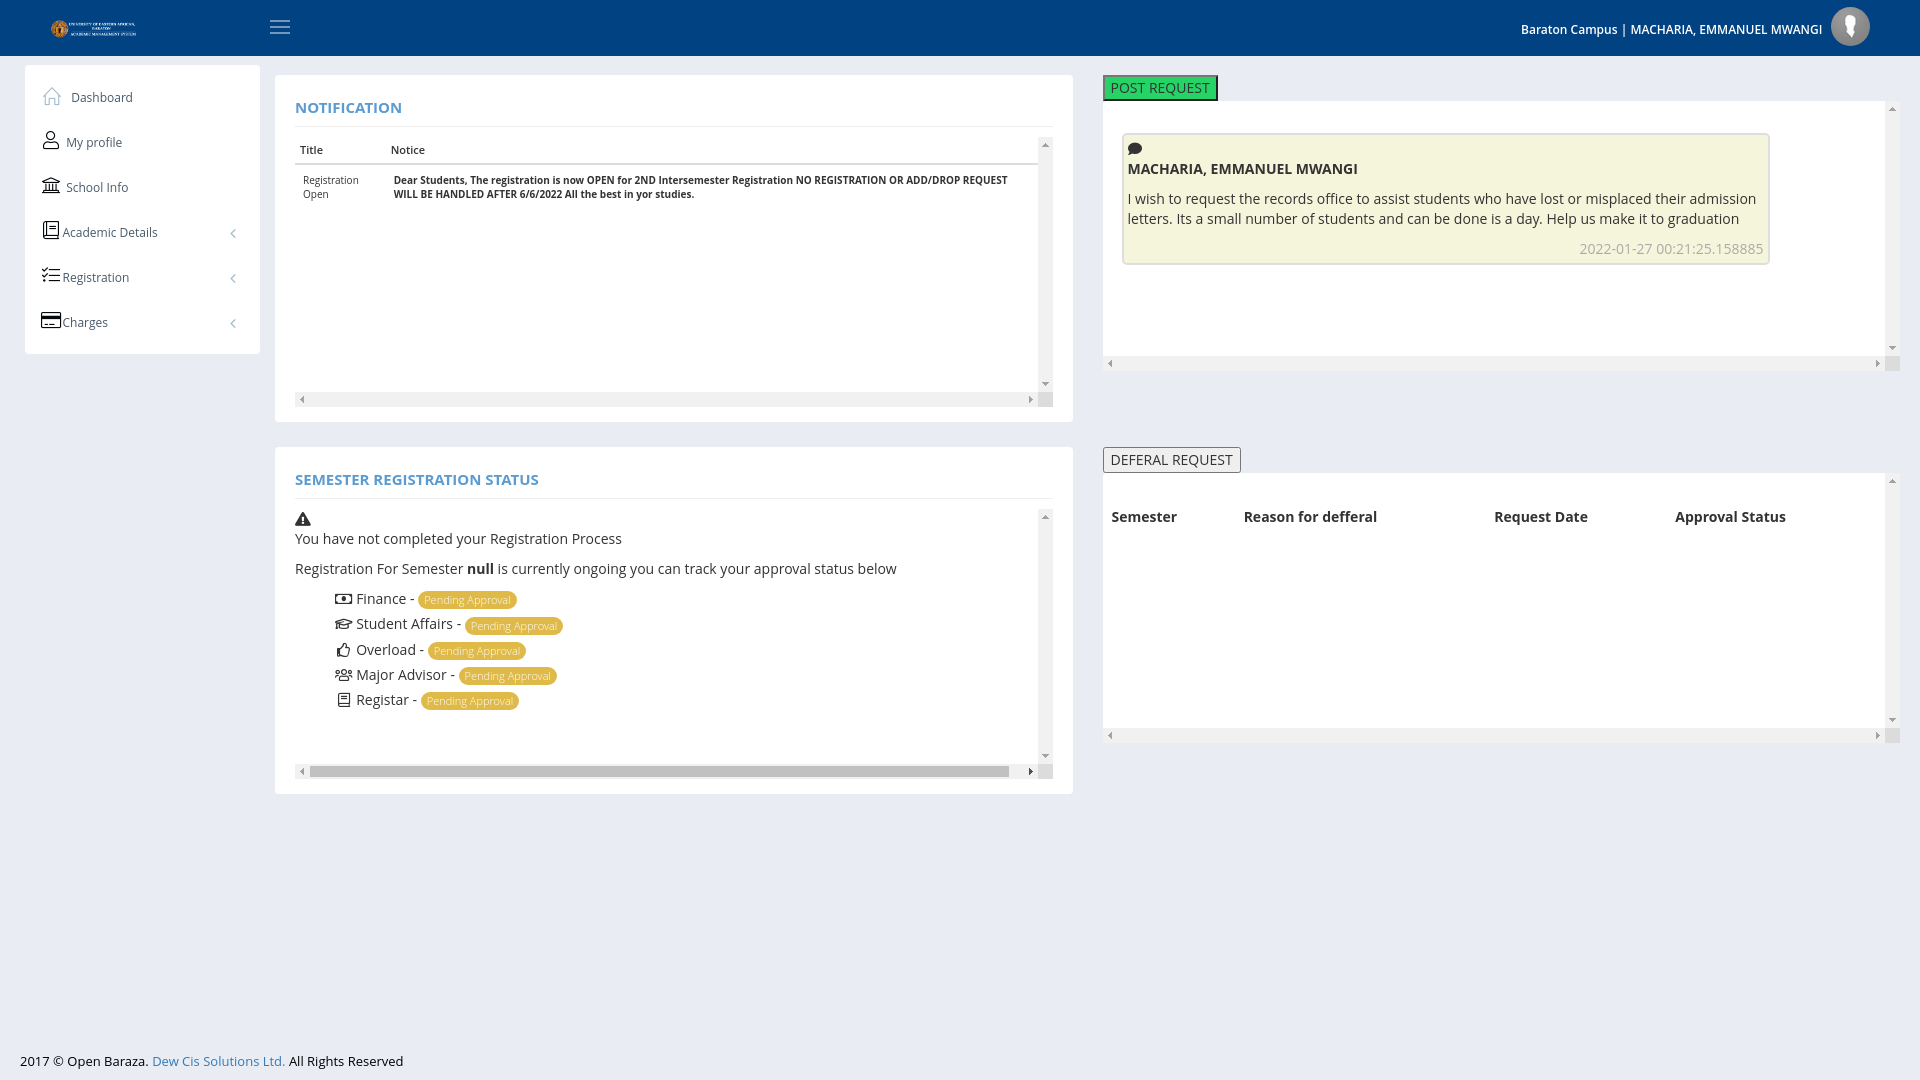 UNIVERSITY OF EASTERN AFRICA,
BARATON
ACADEMIC MANAGEMENT SYSTEM
Baraton Campus | MACHARIA, EMMANUEL MWANGI
Dashboard
My profile
School Info
Academic Details
Registration
Charges
NOTIFICATION
Title Notice
Registration Open
Dear Students, The registration is now OPEN for 2ND Intersemester Registration NO REGISTRATION OR ADD/DROP REQUEST
WILL BE HANDLED AFTER 6/6/2022 All the best in yor studies.
POST REQUEST
MACHARIA, EMMANUEL MWANGI
I wish to request the records office to assist students who have lost or misplaced their admission
letters. Its a small number of students and can be done is a day. Help us make it to graduation
2022-01-27 00:21:25.158885
SEMESTER REGISTRATION STATUS
You have not completed your Registration Process
Registration For Semester null is currently ongoing you can track your approval status below
Finance - Pending Approval
Student Affairs - Pending Approval
Overload - Pending Approval
Major Advisor - Pending Approval
Registar - Pending Approval
DEFERAL REQUEST
Semester Reason for defferal Request Date Approval Status
2017 © Open Baraza. Dew Cis Solutions Ltd. All Rights Reserved